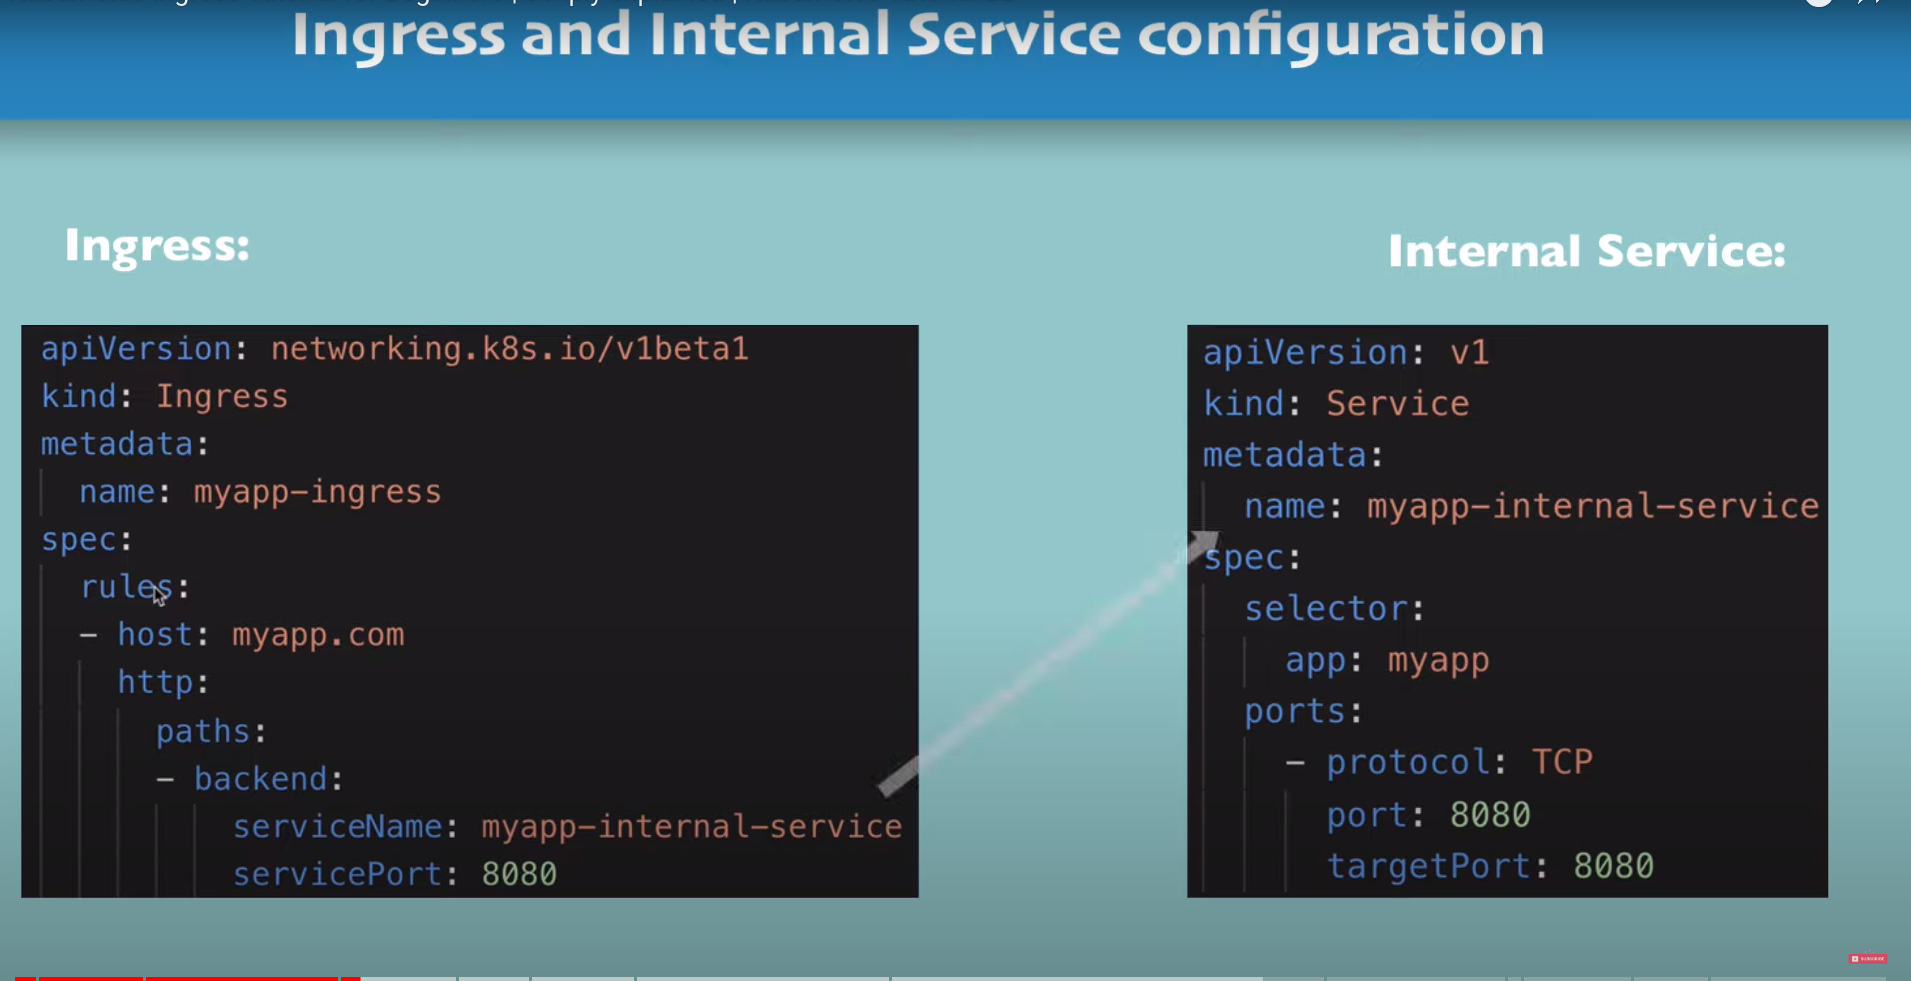 Ingress and Internal Service configuration
Ingress:
apiVersion: networking.k8s.io/v1beta1
kind: Ingress
metadata:
name: myapp-ingress
spec:
rules:
- host: myapp.com
http:
paths:
- backend:
serviceName: myapp-internal-service
servicePort: 8080
Internal Service:
apiVersion: v1
kind: Service
metadata:
name: myapp-internal-service
spec:
selector:
app: myapp
ports:
- protocol: TCP
port: 8080
targetPort: 8080
SUBSCRIBE